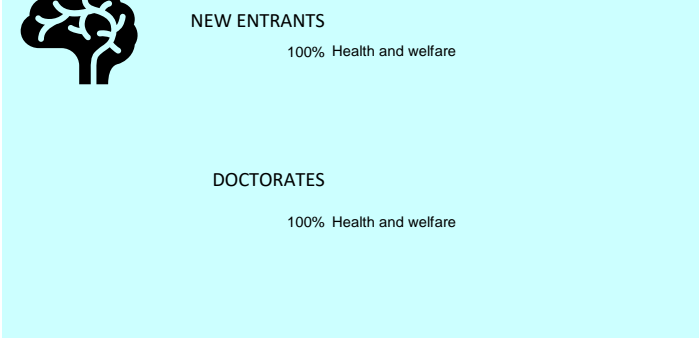 NEW ENTRANTS
100% Health and welfare
DOCTORATES
100% Health and welfare